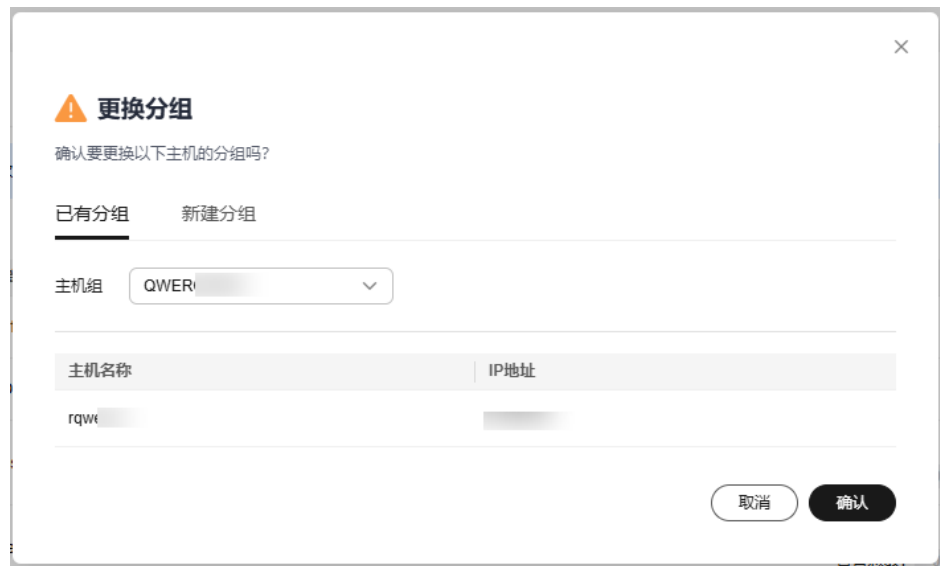 更换分组
确认要更换以下主机的分组吗?
已有分组 新建分组
主机组 QWER
主机名称 IP地址
rqwe
取消 确认